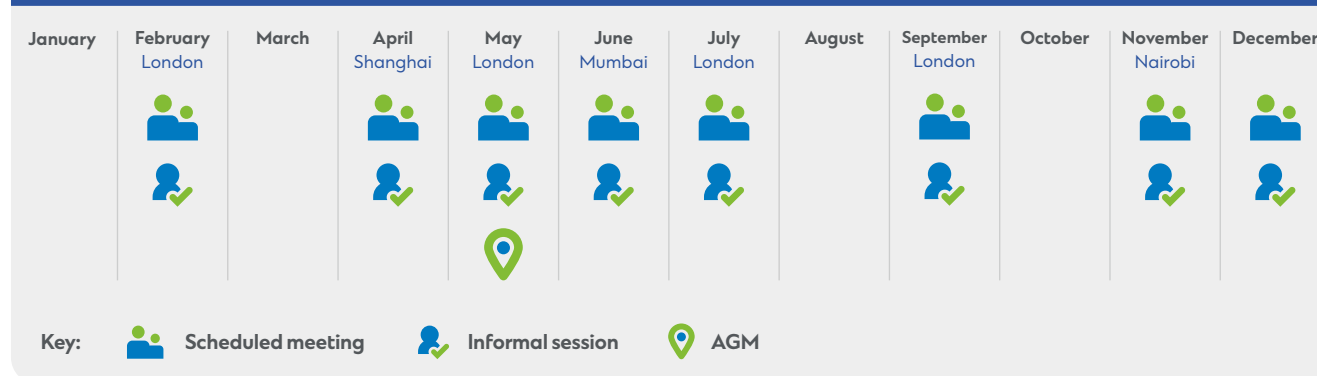 January
February
London
March
April
Shanghai
May
London
June
Mumbai
July
London
August
September
London
October
November
Nairobi
December
Key:
Scheduled meeting
Informal session
AGM